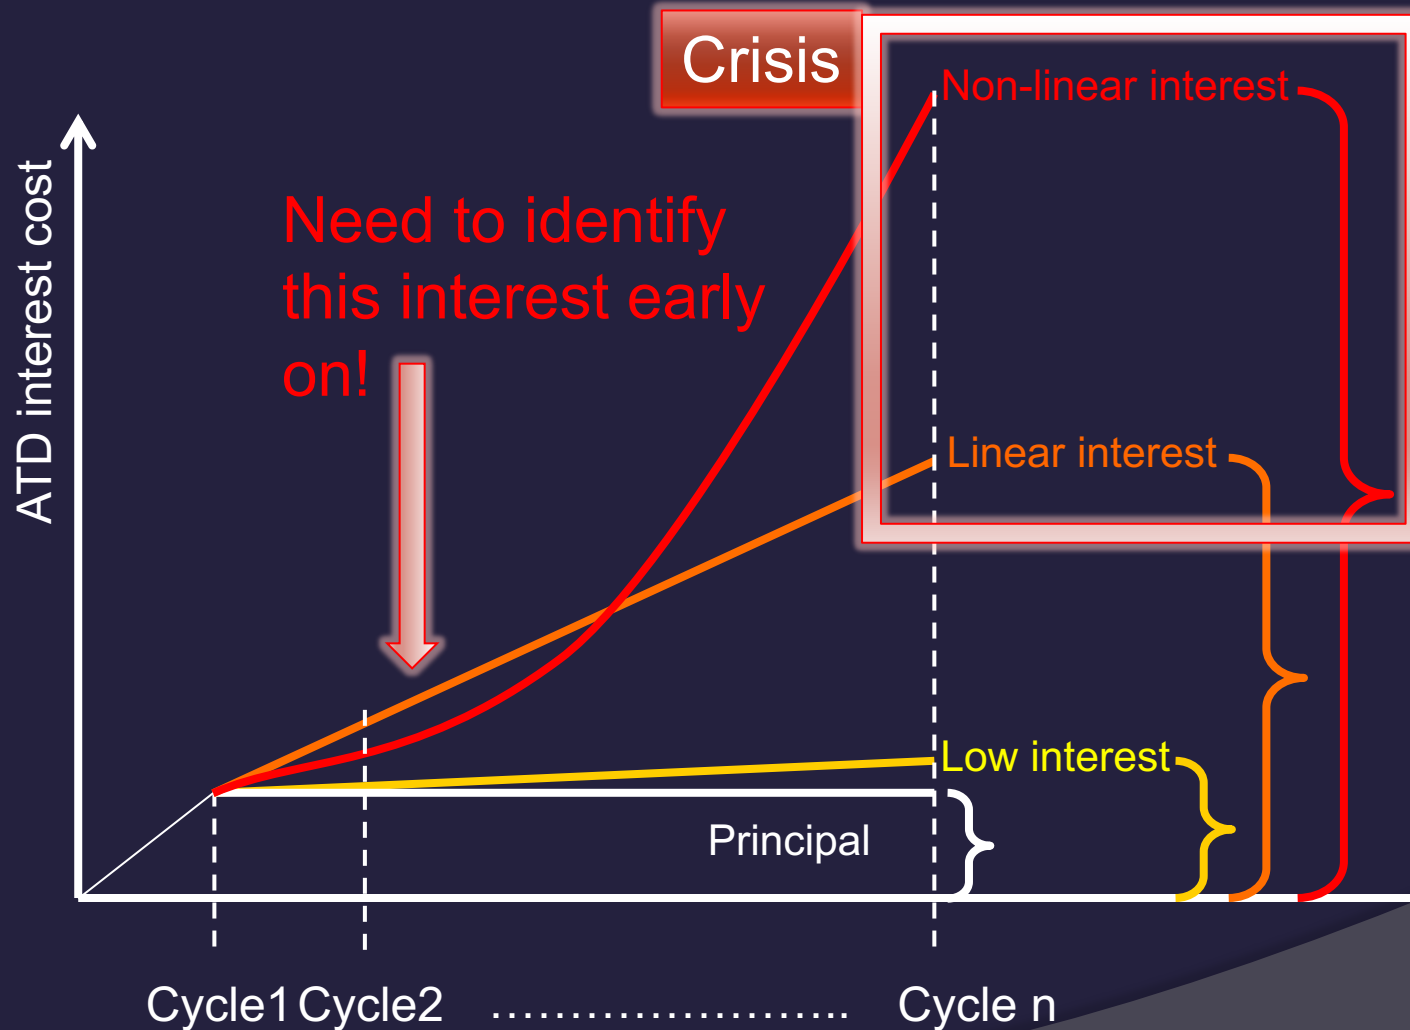 Crisis
Non-linear interest
Need to identify
this interest early
on!
ATD interest cost
Linear interest
Low interest
Principal
Cycle1 Cycle2 ........................ Cycle n